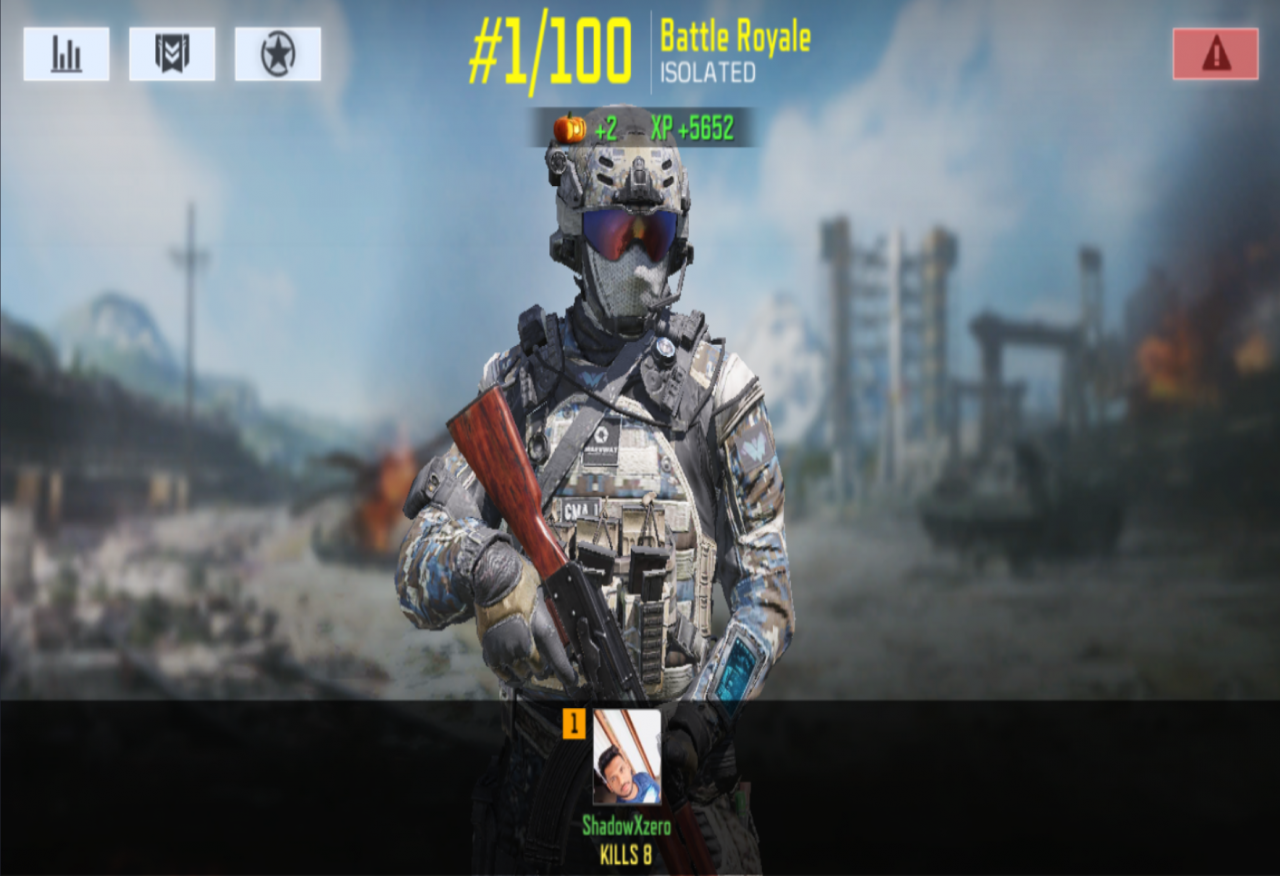 #1/100
Battle Royale
ISOLATED
+2 XP +5652
1
ShadowXzero
KILLS 8